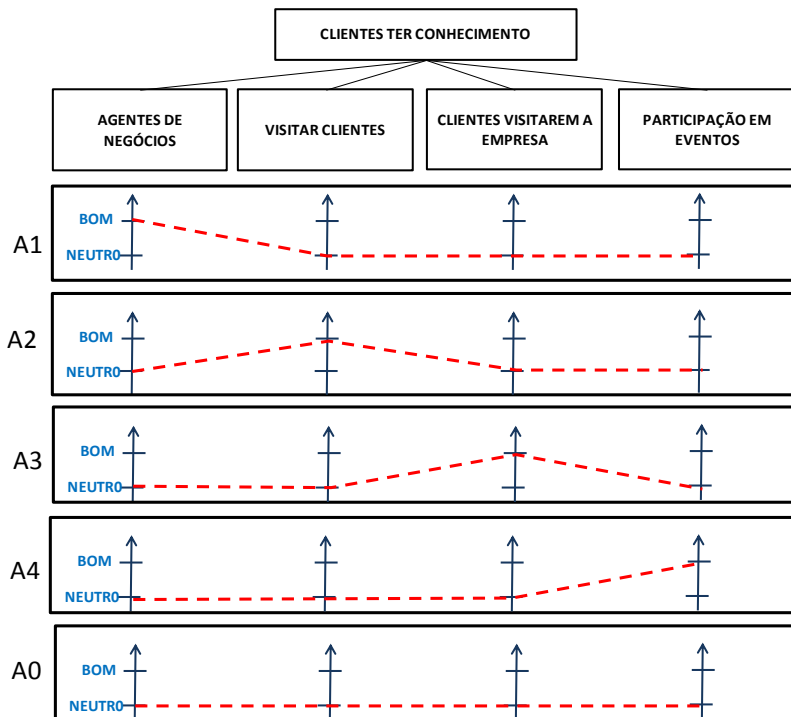 CLIENTES TER CONHECIMENTO
AGENTES DE
NEGÓCIOS
VISITAR CLIENTES
CLIENTES VISITAREM A
EMPRESA
PARTICIPAÇÃO EM
EVENTOS
A1
BOM
NEUTR0
A2
BOM
NEUTR0
A3
BOM
NEUTR0
A4
BOM
NEUTR0
A0
BOM
NEUTR0